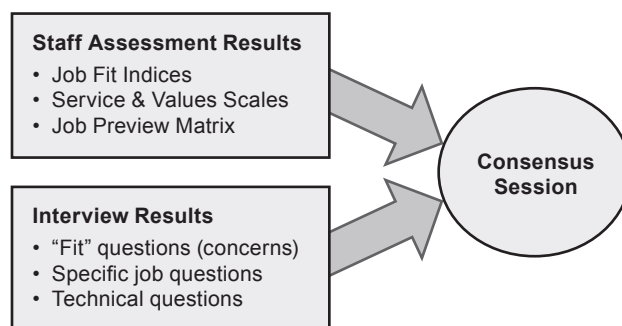 Staff Assessment Results
• Job Fit Indices
• Service & Values Scales
• Job Preview Matrix
Interview Results
• “Fit” questions (concerns)
• Specific job questions
• Technical questions
Consensus
Session